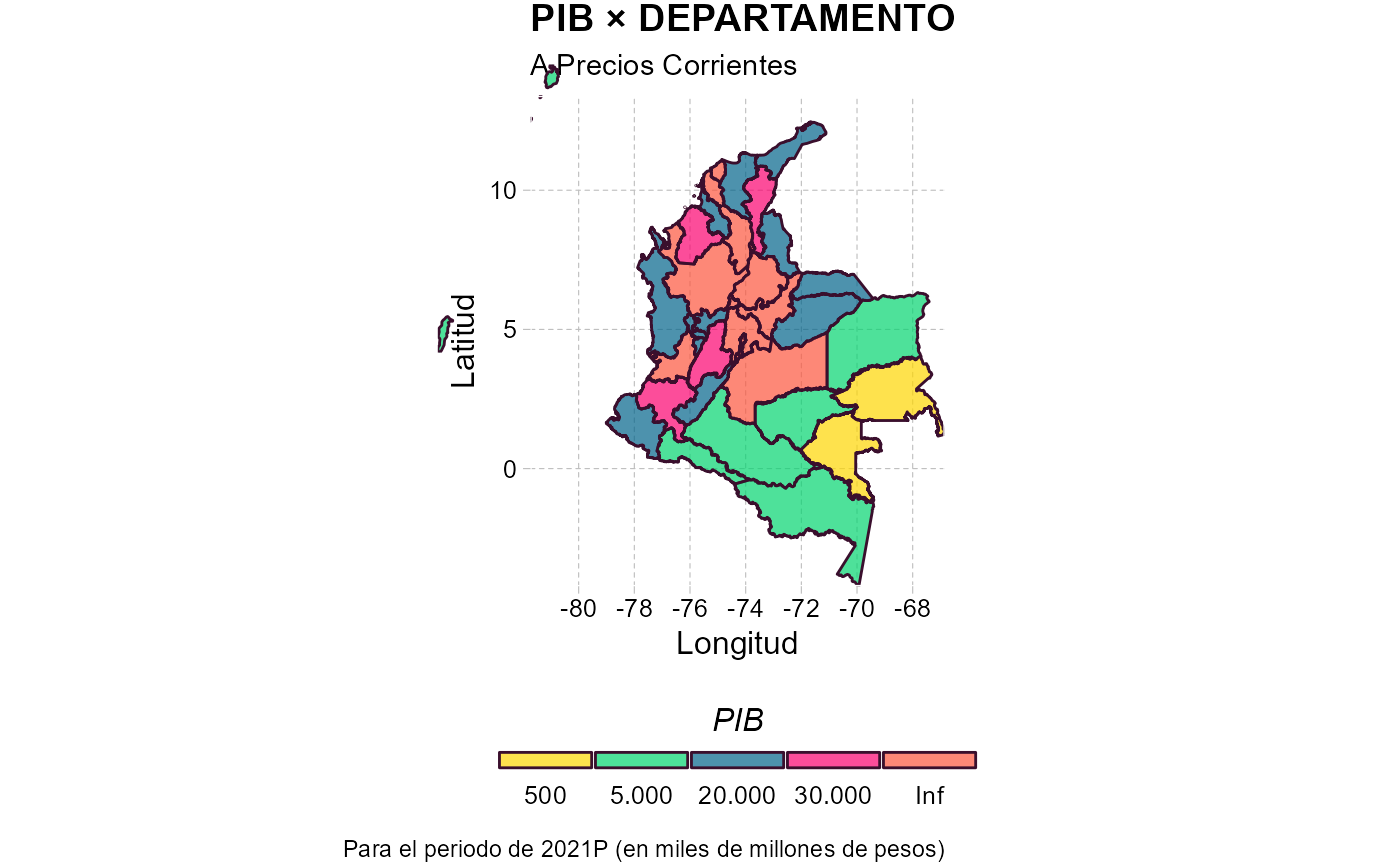 PIB × DEPARTAMENTO
A Precios Corrientes
Latitud
10
5
0
-80 -78 -76 -74 -72 -70 -68
Longitud
PIB
500 5.000 20.000 30.000 Inf
Para el periodo de 2021P (en miles de millones de pesos)